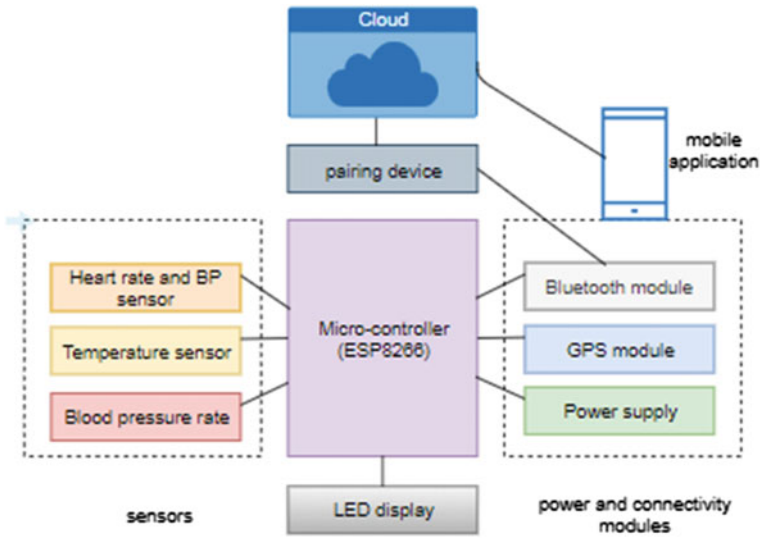 Cloud
pairing device
mobile
application
Heart rate and BP
sensor
Temperature sensor
Blood pressure rate
Micro-controller
(ESP8266)
Bluetooth module
GPS module
Power supply
LED display
sensors
power and connectivity
modules